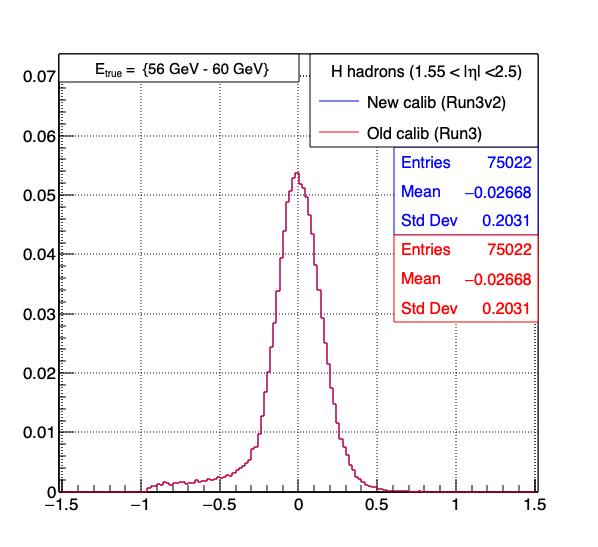 E_true = {56 GeV - 60 GeV}
H hadrons (1.55 < |η| <2.5)
New calib (Run3v2)
Old calib (Run3)
Entries 75022
Mean −0.02668
Std Dev 0.2031
Entries 75022
Mean −0.02668
Std Dev 0.2031
0.07
0.06
0.05
0.04
0.03
0.02
0.01
0
−1.5 −1 −0.5 0 0.5 1 1.5